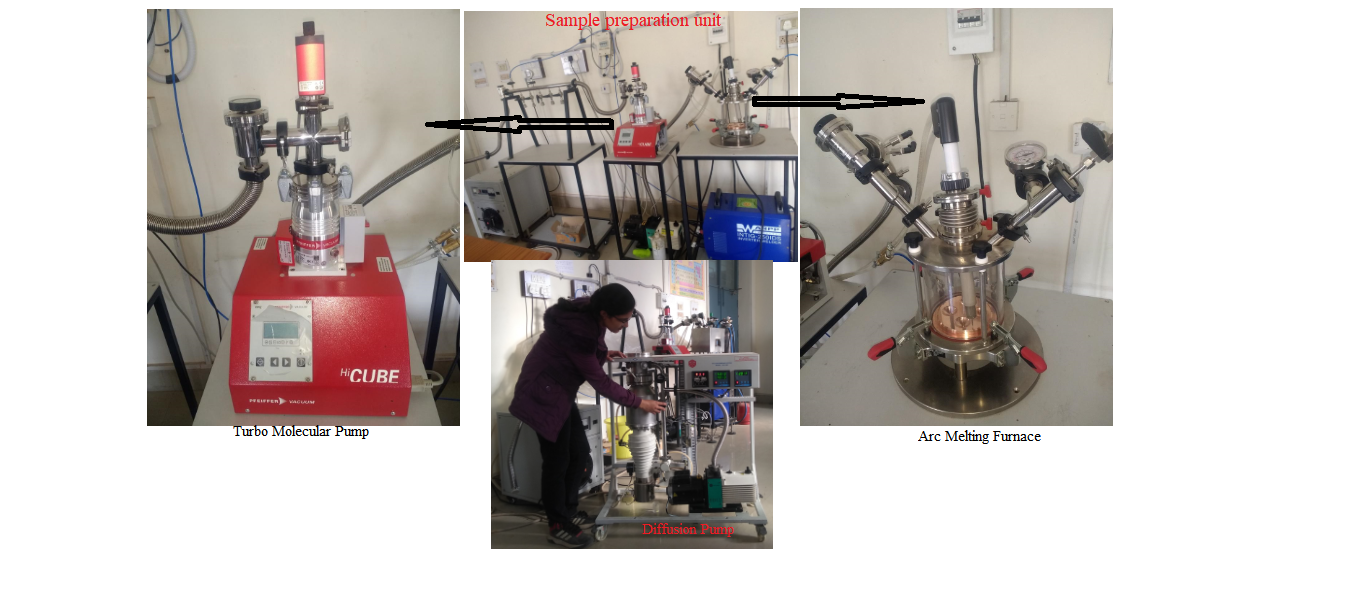 Sample preparation unit
HiCUBE
PFEIFFER VACUUM
Turbo Molecular Pump
Arc Melting Furnace
Diffusion Pump